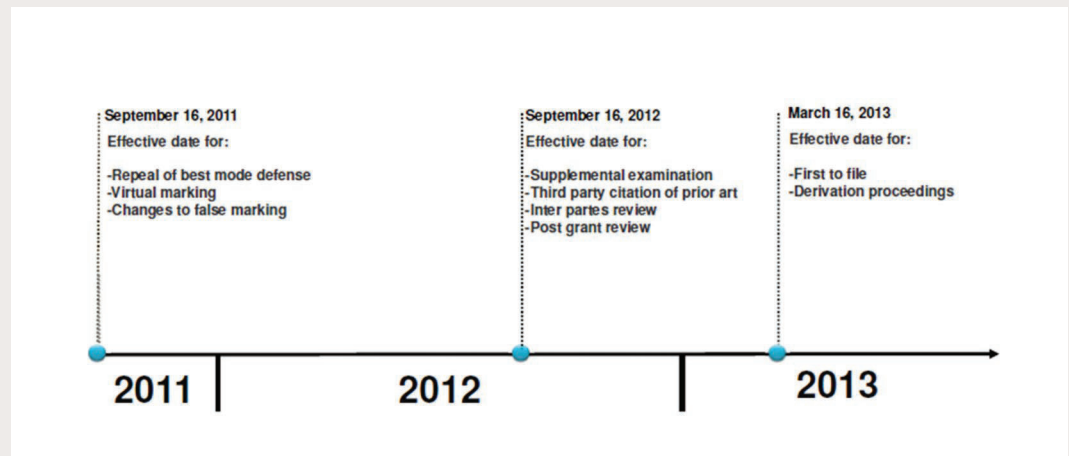 September 16, 2011
Effective date for:
-Repeal of best mode defense
-Virtual marking
-Changes to false marking
September 16, 2012
Effective date for:
-Supplemental examination
-Third party citation of prior art
-Inter partes review
-Post grant review
March 16, 2013
Effective date for:
-First to file
-Derivation proceedings
2011
2012
2013